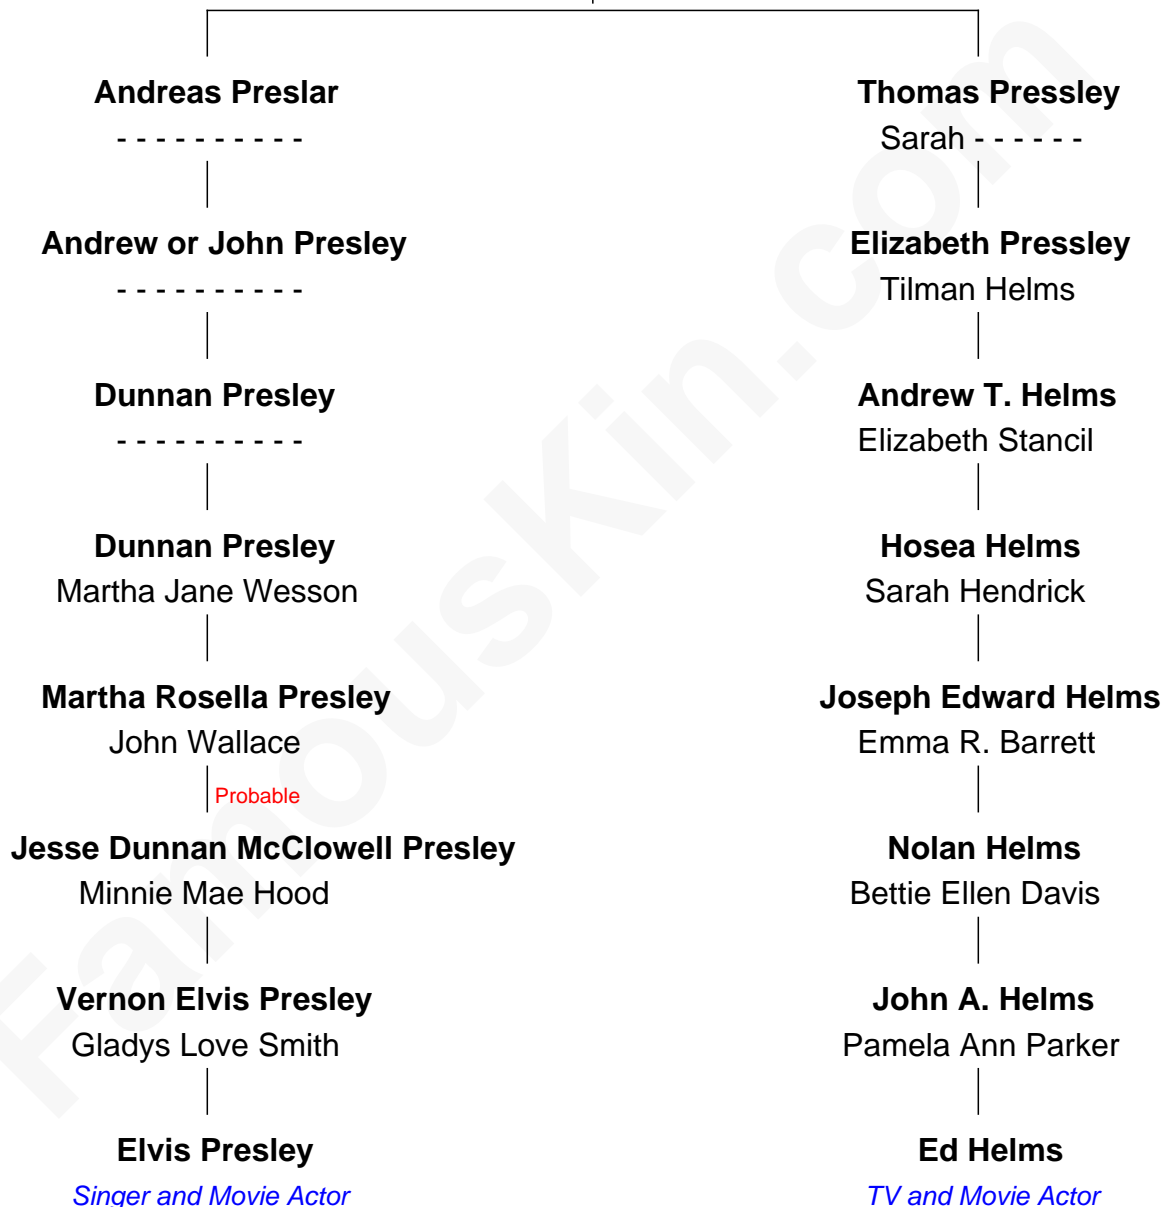 Andreas Preslar
- - - - - - - - - -
Andrew or John Presley
- - - - - - - - - -
Dunnan Presley
- - - - - - - - - -
Dunnan Presley
Martha Jane Wesson
Martha Rosella Presley
John Wallace
Probable
Jesse Dunnan McClowell Presley
Minnie Mae Hood
Vernon Elvis Presley
Gladys Love Smith
Elvis Presley
Singer and Movie Actor
Thomas Pressley
Sarah - - - - - -
Elizabeth Pressley
Tilman Helms
Andrew T. Helms
Elizabeth Stancil
Hosea Helms
Sarah Hendrick
Joseph Edward Helms
Emma R. Barrett
Nolan Helms
Bettie Ellen Davis
John A. Helms
Pamela Ann Parker
Ed Helms
TV and Movie Actor
FamousKin.com